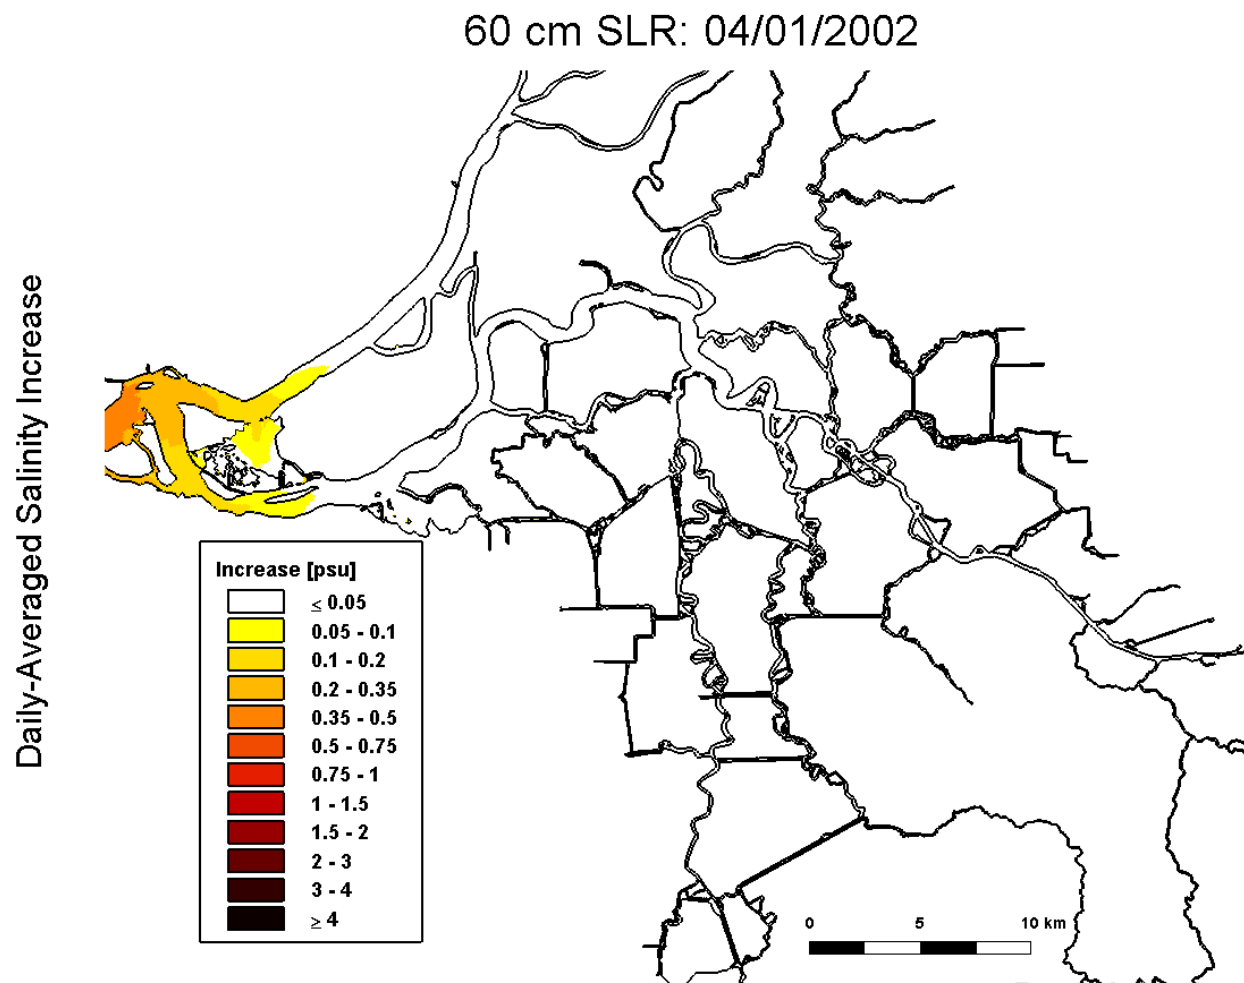 60 cm SLR: 04/01/2002
Daily-Averaged Salinity Increase
Increase [psu]
≤ 0.05
0.05 - 0.1
0.1 - 0.2
0.2 - 0.35
0.35 - 0.5
0.5 - 0.75
0.75 - 1
1 - 1.5
1.5 - 2
2 - 3
3 - 4
≥ 4
0 5 10 km